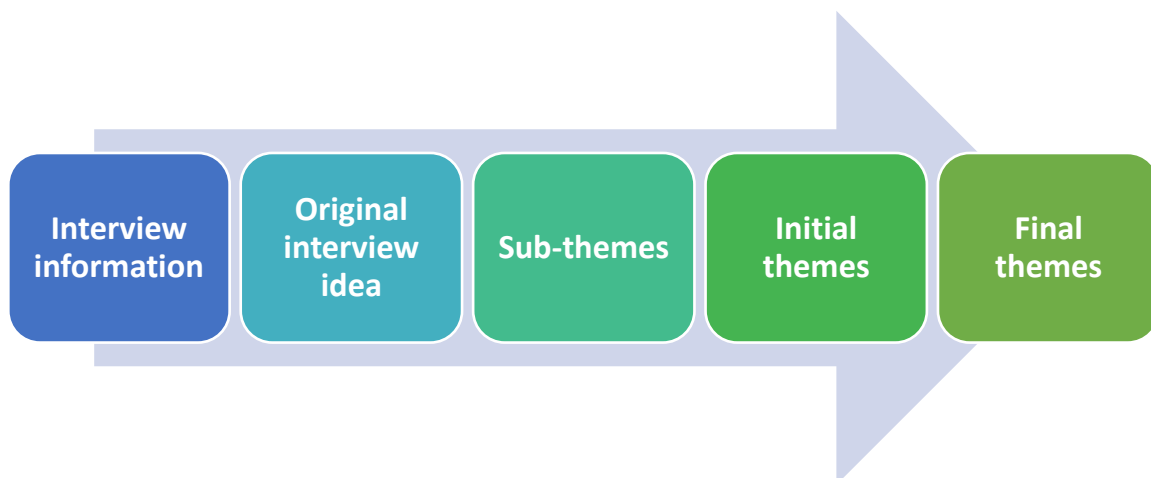 Interview
information
Original
interview
idea
Sub-themes
Initial
themes
Final
themes